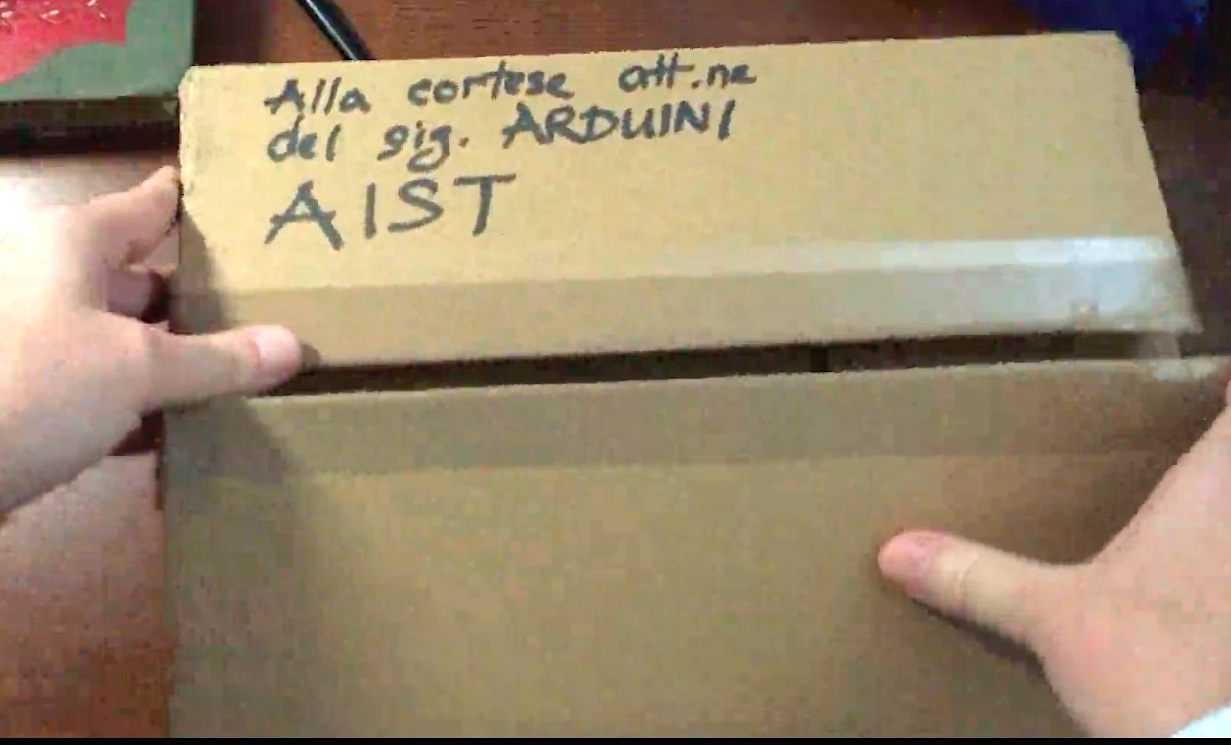 Alla cortese att.ne
del sig. ARDUINI
AIST